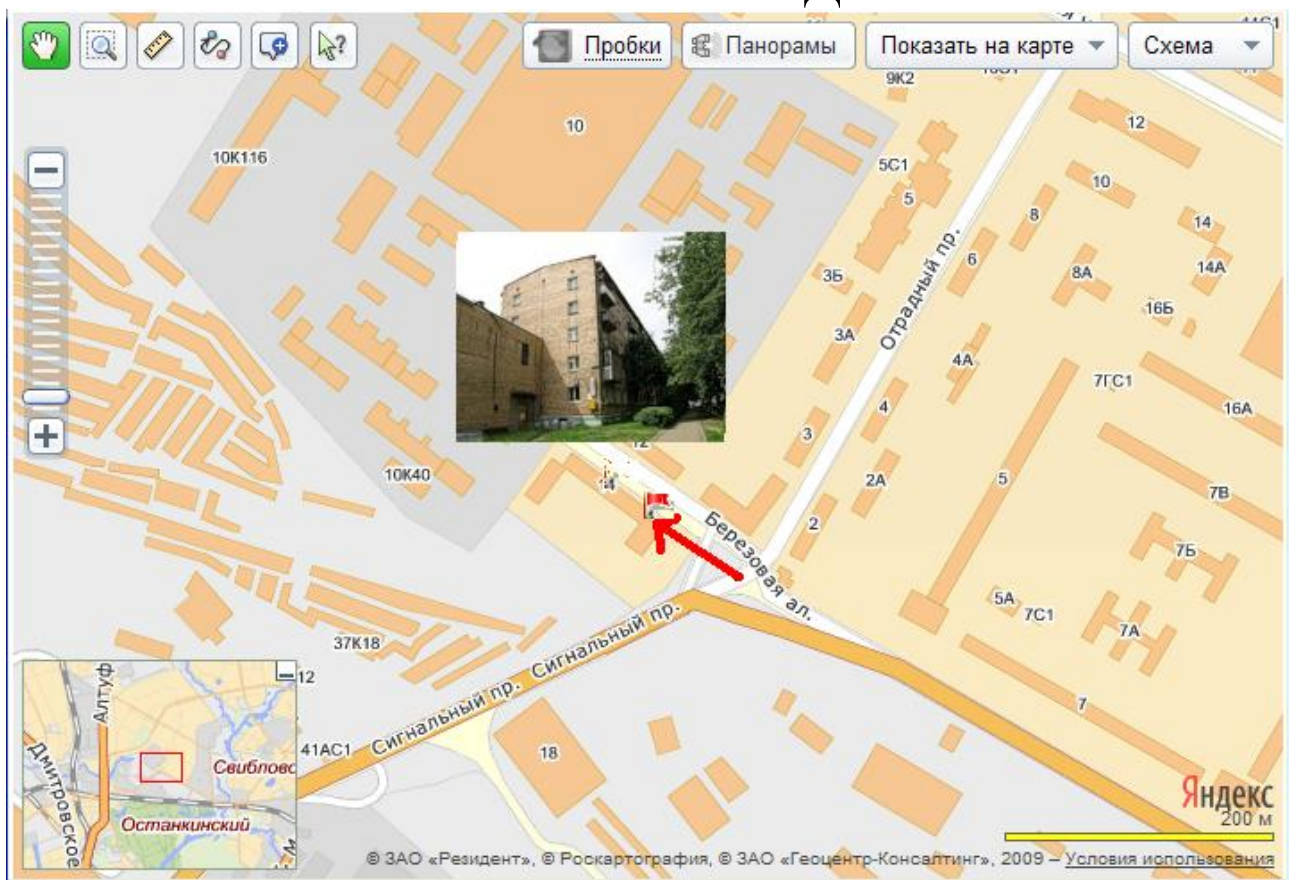 Пробки
Панорамы
Показать на карте
Схема
9К2
12
10
10К116
5С1
10
5
8
14
6
14А
3Б
8А
Отрадный пр.
16Б
3А
4А
7ГС1
4
16А
3
12
10К40
14
2А
5
7В
2
Березовая ал.
7Б
5А
7С1
7А
Сигнальный пр.
37К18
Сигнальный пр.
7
12
41АС1
18
Алтуф
Дмитровское
Свиблово
Останкинский
М
Яндекс
200 м
© ЗАО «Резидент», © Роскартография, © ЗАО «Геоцентр-Консалтинг», 2009 – Условия использования